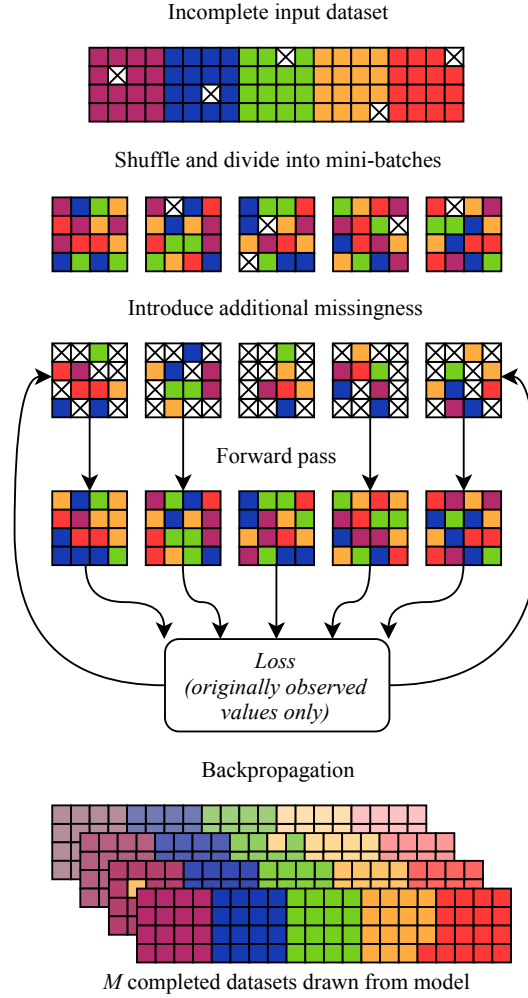 Incomplete input dataset
Shuffle and divide into mini-batches
Introduce additional missingness
Forward pass
Loss
(originally observed
values only)
Backpropagation
M completed datasets drawn from model